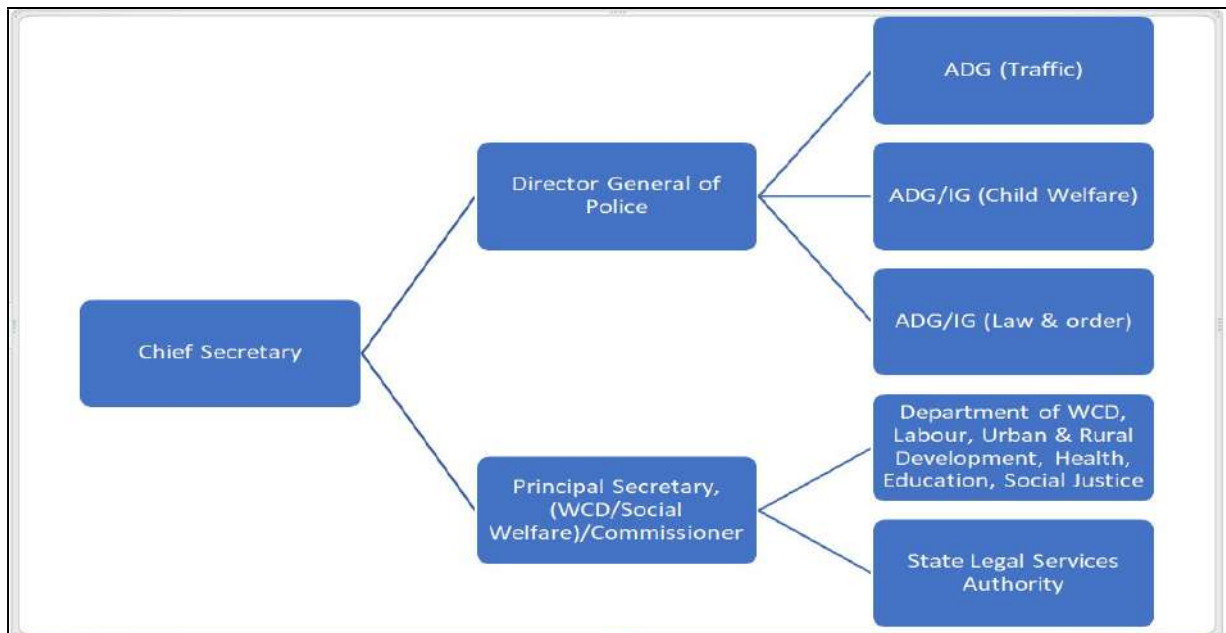 Chief Secretary
Director General of
Police
Principal Secretary,
(WCD/Social
Welfare)/Commissioner
ADG (Traffic)
ADG/IG (Child Welfare)
ADG/IG (Law & order)
Department of WCD,
Labour, Urban & Rural
Development, Health,
Education, Social Justice
State Legal Services
Authority